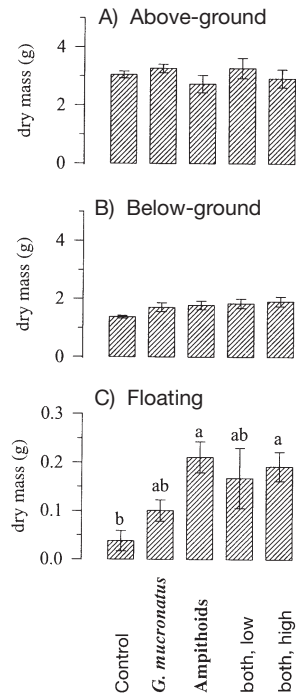 A) Above-ground
dry mass (g)
4
2
0
B) Below-ground
dry mass (g)
4
2
0
C) Floating
dry mass (g)
0.3
0.2
0.1
0.0
b
ab
a
ab
a
Control
G. mucronatus
Ampithoids
both, low
both, high